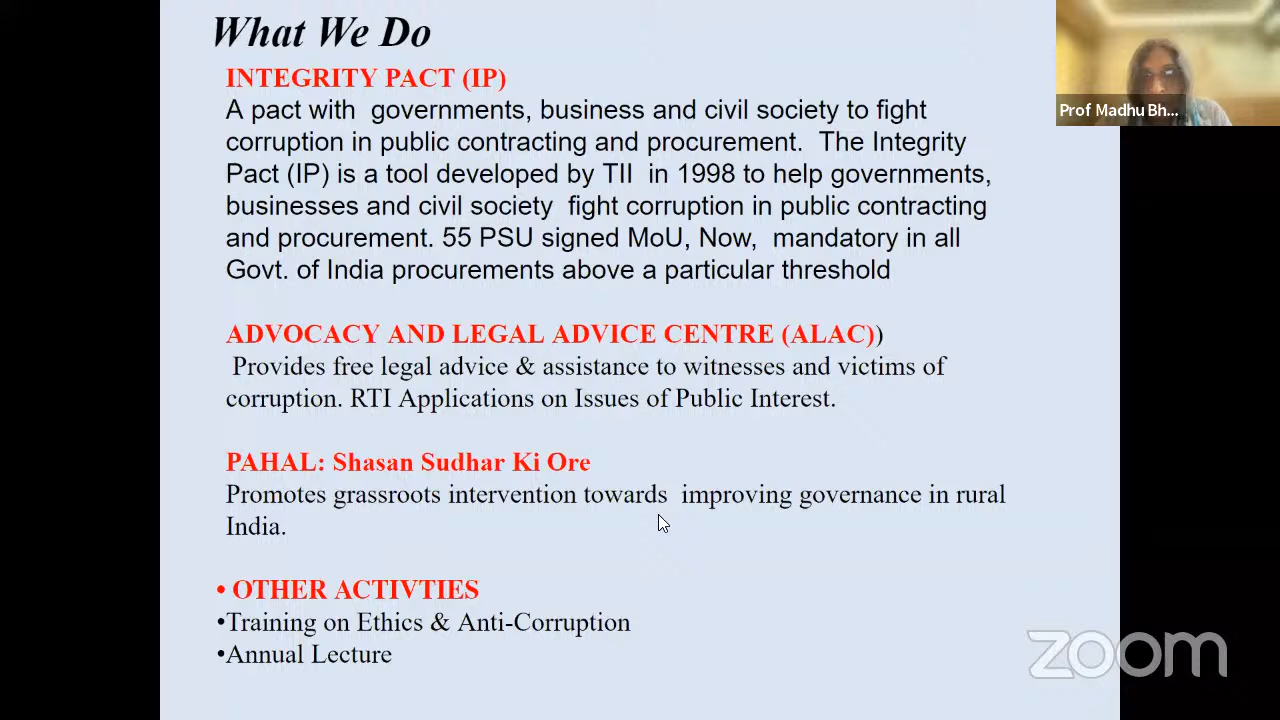 What We Do
INTEGRITY PACT (IP)
A pact with governments, business and civil society to fight
corruption in public contracting and procurement. The Integrity
Pact (IP) is a tool developed by TII in 1998 to help governments,
businesses and civil society fight corruption in public contracting
and procurement. 55 PSU signed MoU, Now, mandatory in all
Govt. of India procurements above a particular threshold
ADVOCACY AND LEGAL ADVICE CENTRE (ALAC))
Provides free legal advice & assistance to witnesses and victims of
corruption. RTI Applications on Issues of Public Interest.
PAHAL: Shasan Sudhar Ki Ore
Promotes grassroots intervention towards improving governance in rural
India.
• OTHER ACTIVTIES
•Training on Ethics & Anti-Corruption
•Annual Lecture
Prof Madhu Bh...
zoom